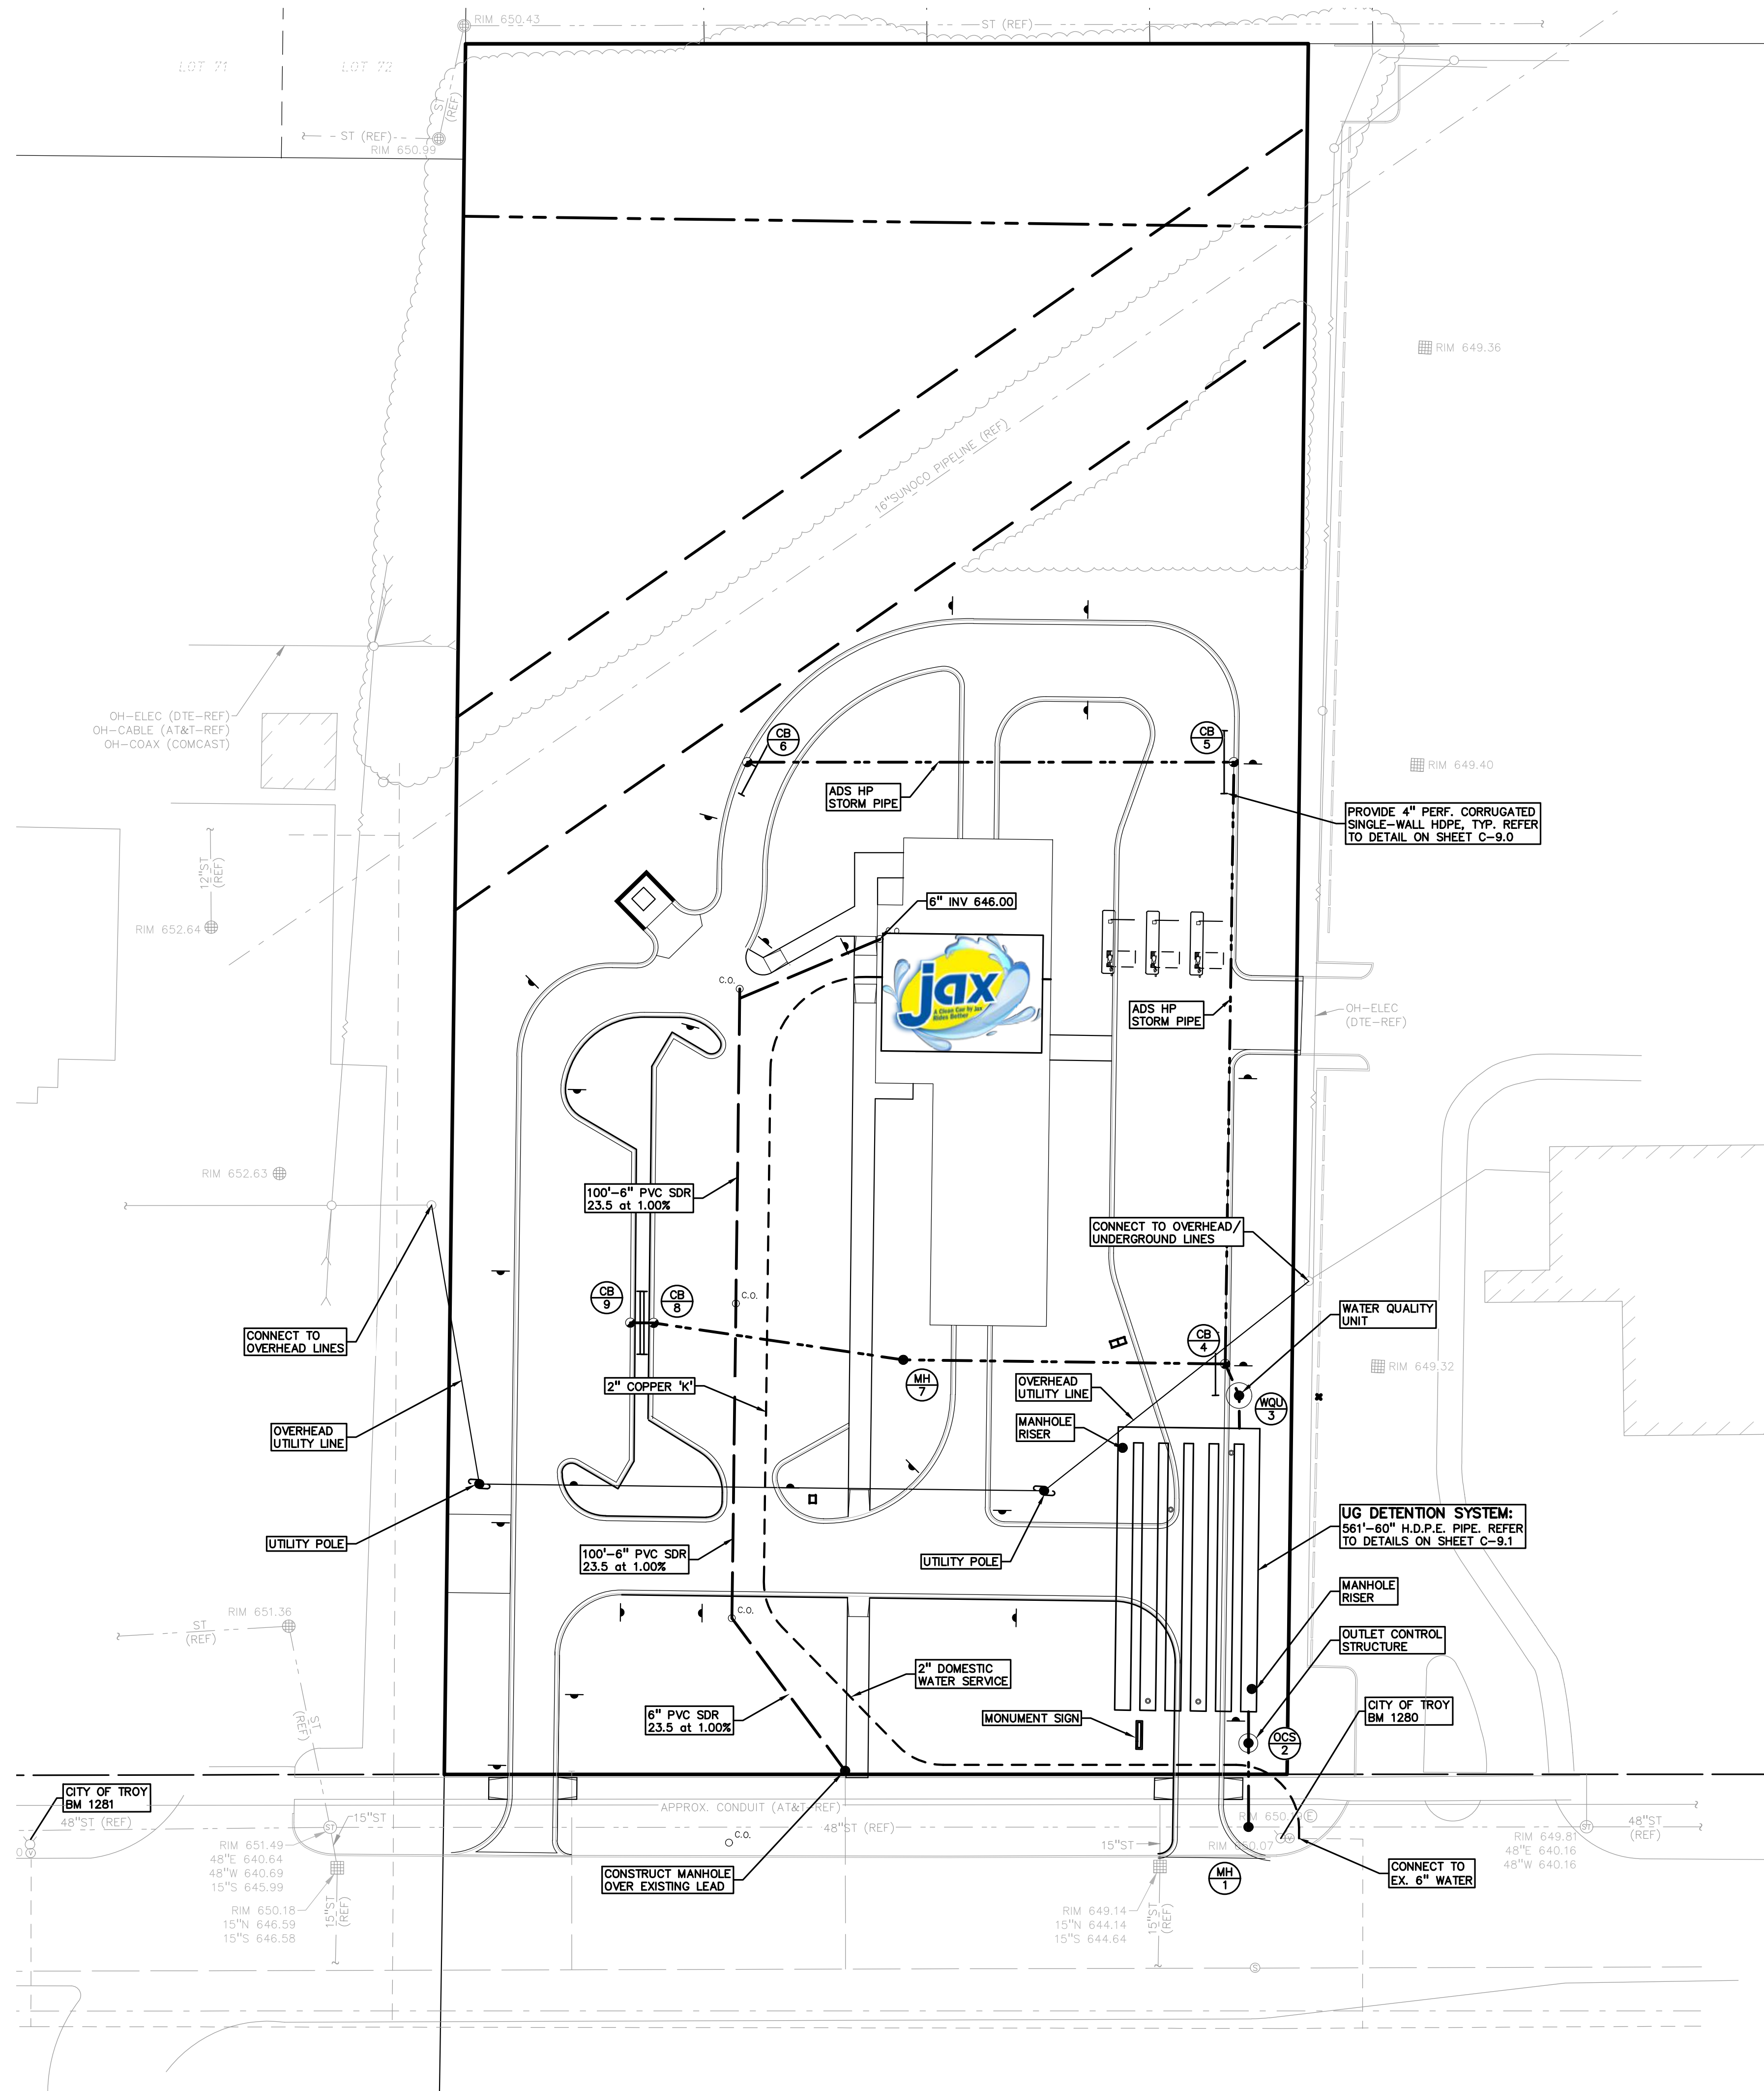 RIM 650.43
ST (REF)
LOT 71
LOT 72
ST
(REF)
ST (REF)
RIM 650.99
RIM 649.36
16"SUNOCO PIPELINE (REF)
OH-ELEC (DTE-REF)
OH-CABLE (AT&T-REF)
OH-COAX (COMCAST)
CB
6
CB
5
RIM 649.40
ADS HP
STORM PIPE
PROVIDE 4" PERF. CORRUGATED
SINGLE-WALL HDPE, TYP. REFER
TO DETAIL ON SHEET C-9.0
12"ST
(REF)
6" INV 646.00
RIM 652.64
C.O.
C.O.
jax
A Clean Car by Jax
Rides Better
ADS HP
STORM PIPE
OH-ELEC
(DTE-REF)
RIM 652.63
100'-6" PVC SDR
23.5 at 1.00%
CONNECT TO OVERHEAD/
UNDERGROUND LINES
CB
9
CB
8
C.O.
WATER QUALITY
UNIT
CONNECT TO
OVERHEAD LINES
CB
4
RIM 649.32
2" COPPER 'K'
MH
7
OVERHEAD
UTILITY LINE
WQU
3
MANHOLE
RISER
OVERHEAD
UTILITY LINE
UG DETENTION SYSTEM:
561'-60" H.D.P.E. PIPE. REFER
TO DETAILS ON SHEET C-9.1
UTILITY POLE
100'-6" PVC SDR
23.5 at 1.00%
UTILITY POLE
MANHOLE
RISER
RIM 651.36
ST
(REF)
C.O.
OUTLET CONTROL
STRUCTURE
2" DOMESTIC
WATER SERVICE
6" PVC SDR
23.5 at 1.00%
MONUMENT SIGN
CITY OF TROY
BM 1280
ST
(REF)
OCS
2
CITY OF TROY
BM 1281
48"ST (REF)
15"ST
APPROX. CONDUIT (AT&T-REF)
48"ST (REF)
RIM 650.
E
48"ST
(REF)
ST
ST
RIM 651.49
48"E 640.64
48"W 640.69
15"S 645.99
C.O.
15"ST
RIM 650.07
V
V
RIM 649.81
48"E 640.16
48"W 640.16
CONSTRUCT MANHOLE
OVER EXISTING LEAD
MH
1
CONNECT TO
EX. 6" WATER
RIM 650.18
15"N 646.59
15"S 646.58
15"ST
(REF)
RIM 649.14
15"N 644.14
15"S 644.64
15"ST
(REF)
S